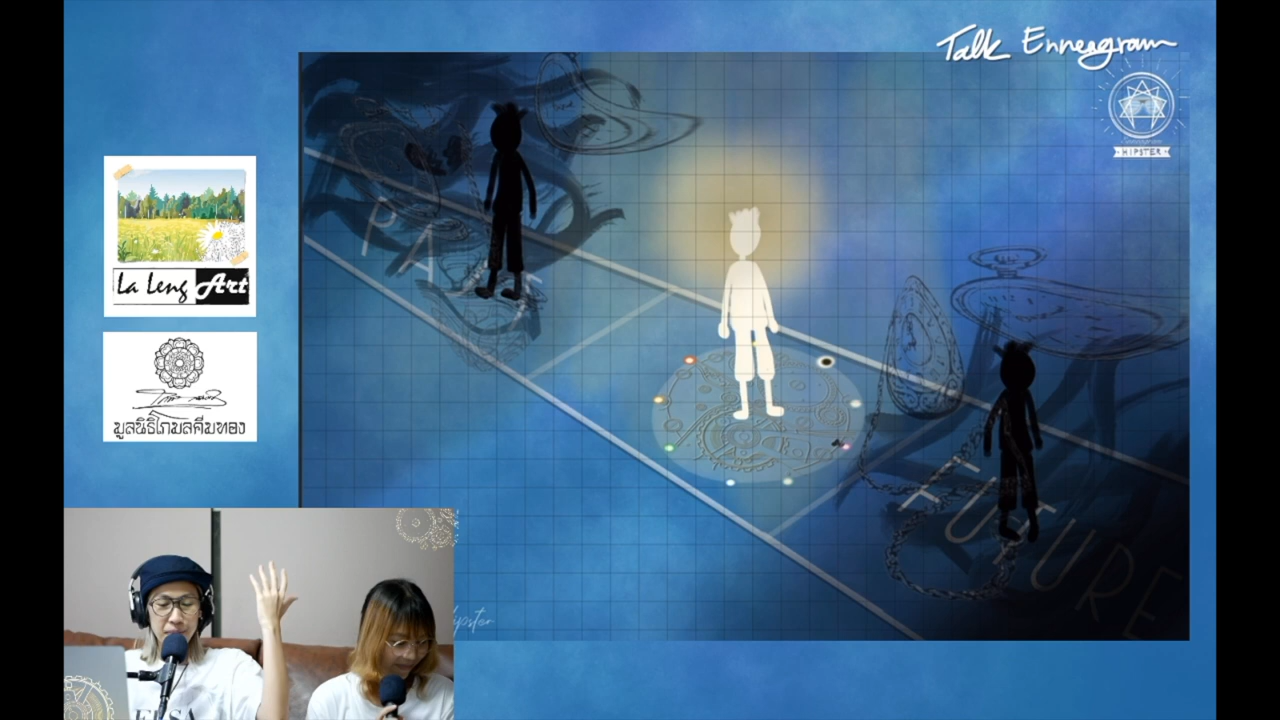 Talk Enneagram
HIPSTER
La Leng Art
มูลนิธิโกมลคีมทอง
PAST
FUTURE